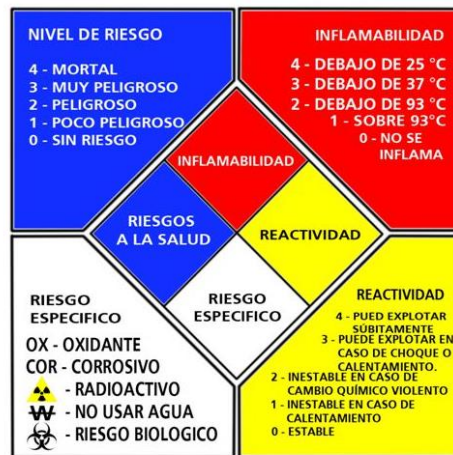 NIVEL DE RIESGO
4 - MORTAL
3 - MUY PELIGROSO
2 - PELIGROSO
1 - POCO PELIGROSO
0 - SIN RIESGO
INFLAMABILIDAD
4 - DEBAJO DE 25 °C
3 - DEBAJO DE 37 °C
2 - DEBAJO DE 93 °C
1 - SOBRE 93°C
0 - NO SE
INFLAMA
INFLAMABILIDAD
RIESGOS
A LA SALUD
REACTIVIDAD
RIESGO
ESPECIFICO
RIESGO
ESPECIFICO
OX - OXIDANTE
COR - CORROSIVO
- RADIOACTIVO
W - NO USAR AGUA
- RIESGO BIOLOGICO
REACTIVIDAD
4 - PUED EXPLOTAR
SÚBITAMENTE
3 - PUEDE EXPLOTAR EN
CASO DE CHOQUE O
CALENTAMIENTO.
2 - INESTABLE EN CASO DE
CAMBIO QUÍMICO VIOLENTO
1 - INESTABLE EN CASO DE
CALENTAMIENTO
0 - ESTABLE